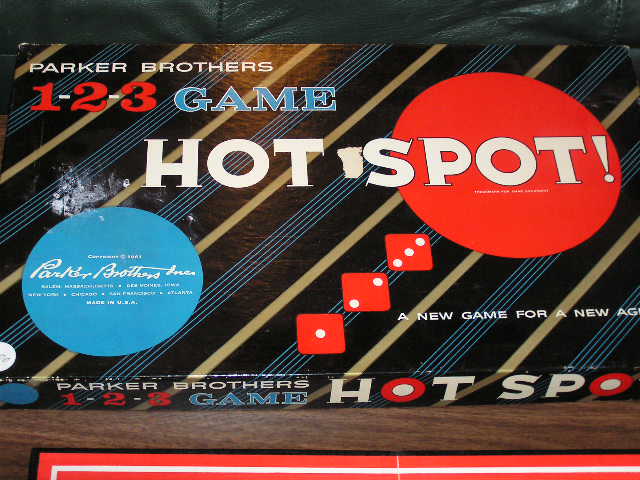 PARKER BROTHERS
1-2-3 GAME
HOT SPOT!
TRADEMARK FOR GAME EQUIPMENT
COPYRIGHT © 1961
Parker Brothers Inc.
SALEM, MASSACHUSETTS • DES MOINES, IOWA
NEW YORK • CHICAGO • SAN FRANCISCO • ATLANTA
MADE IN U.S.A.
A NEW GAME FOR A NEW AG
PARKER BROTHERS
1-2-3 GAME
HOT SPO